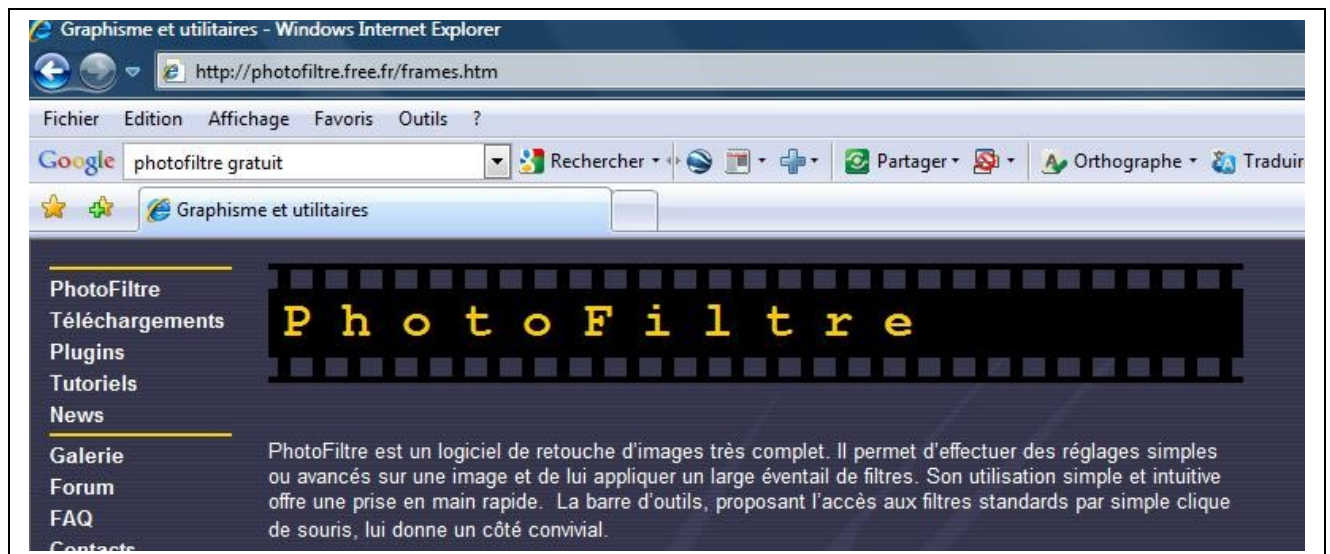 Graphisme et utilitaires - Windows Internet Explorer
http://photofiltre.free.fr/frames.htm
Fichier Edition Affichage Favoris Outils ?
Google photofiltre gratuit Rechercher Partager Orthographe Traduir
Graphisme et utilitaires
PhotoFiltre
Téléchargements
Plugins
Tutoriels
News
Galerie
Forum
FAQ
Contacts
PhotoFiltre
PhotoFiltre est un logiciel de retouche d'images très complet. Il permet d'effectuer des réglages simples
ou avancés sur une image et de lui appliquer un large éventail de filtres. Son utilisation simple et intuitive
offre une prise en main rapide. La barre d'outils, proposant l'accès aux filtres standards par simple clique
de souris, lui donne un côté convivial.